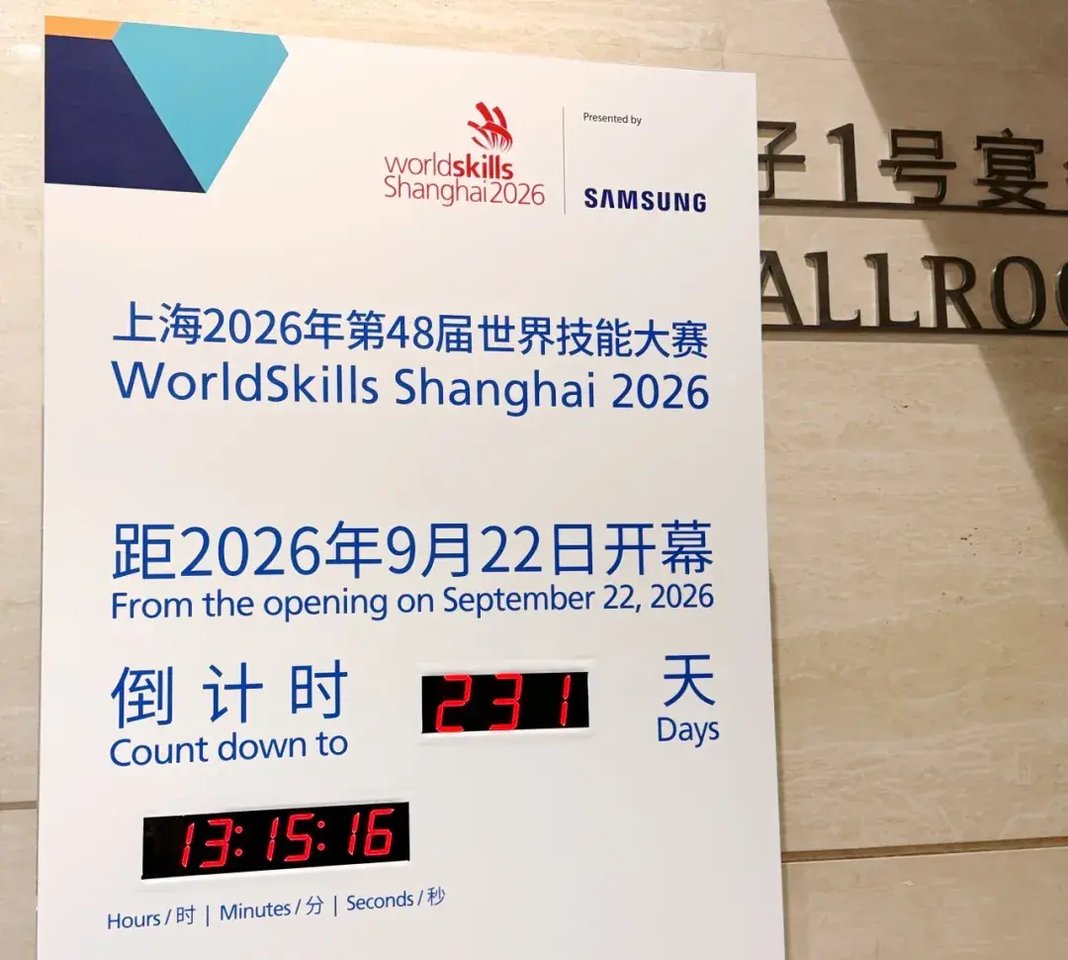 worldskills
Shanghai2026
Presented by
SAMSUNG
上海2026年第48届世界技能大赛
WorldSkills Shanghai 2026
距2026年9月22日开幕
From the opening on September 22, 2026
倒计时 231 天
Count down to Days
13:15:16
Hours/时 | Minutes/分 | Seconds/秒
子1号宴
ALLROO